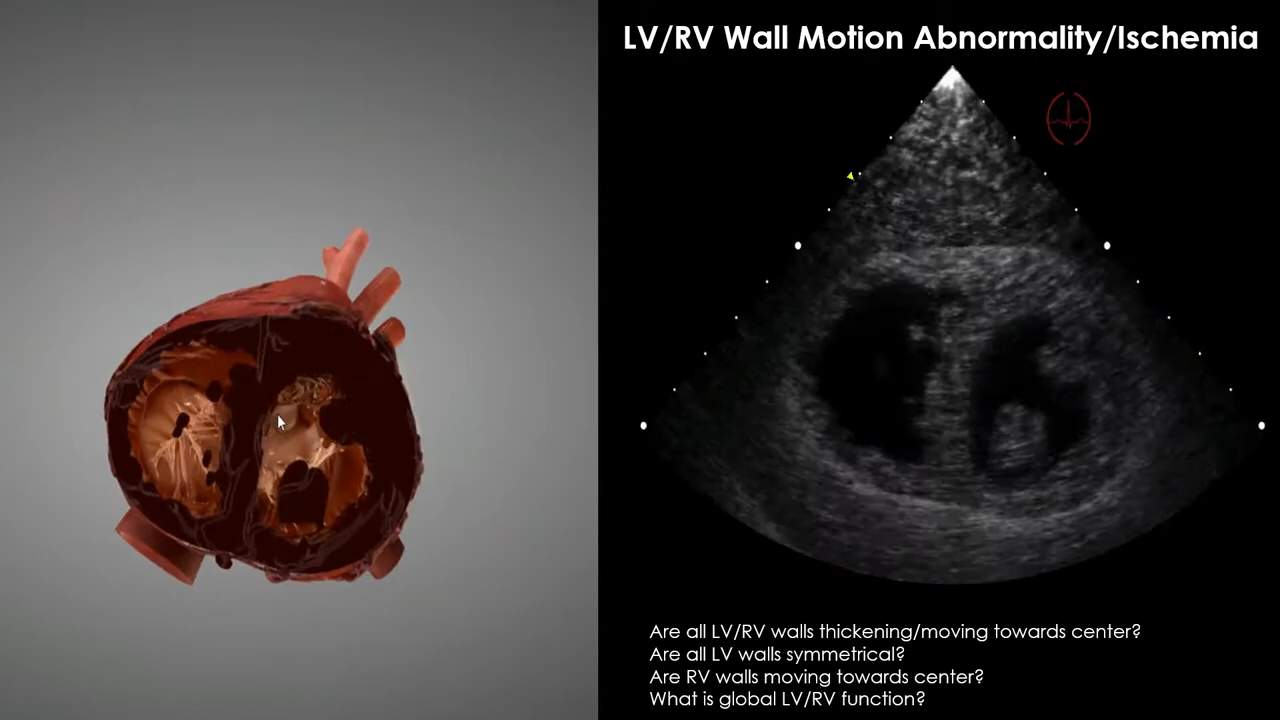 LV/RV Wall Motion Abnormality/Ischemia
Are all LV/RV walls thickening/moving towards center?
Are all LV walls symmetrical?
Are RV walls moving towards center?
What is global LV/RV function?